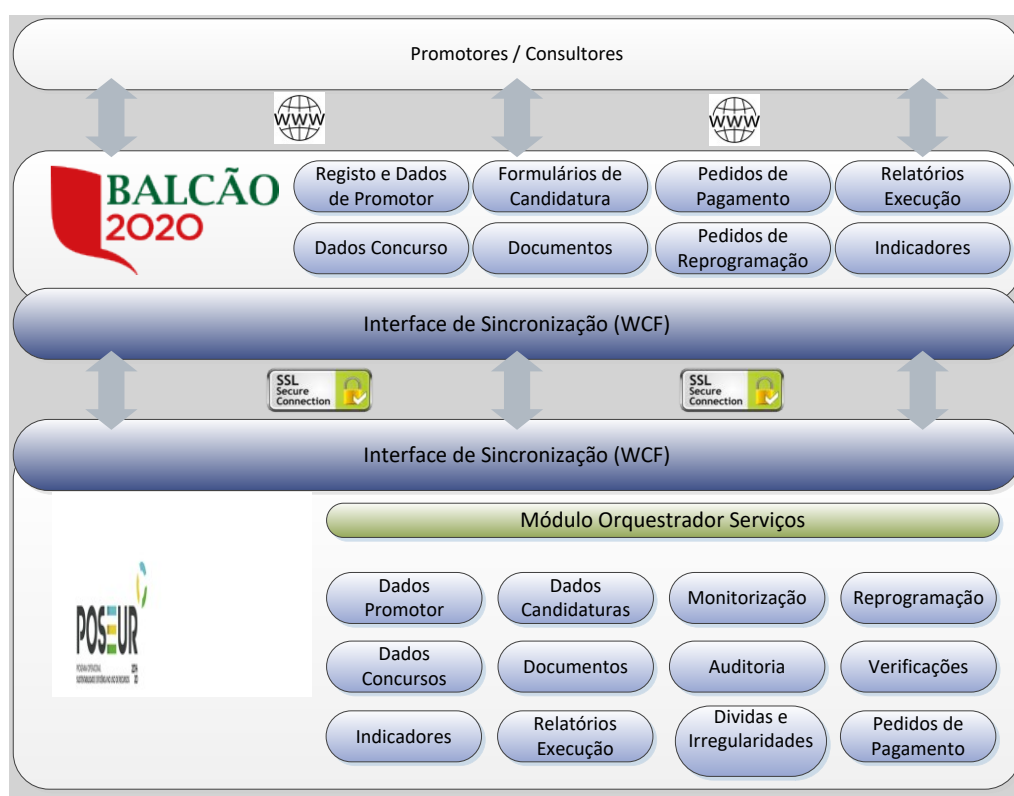 Promotores / Consultores
WWW
WWW
BALCÃO
2020
Registo e Dados
de Promotor
Formulários de
Candidatura
Pedidos de
Pagamento
Relatórios
Execução
Dados Concurso
Documentos
Pedidos de
Reprogramação
Indicadores
Interface de Sincronização (WCF)
SSL
Secure
Connection
SSL
Secure
Connection
Interface de Sincronização (WCF)
Módulo Orquestrador Serviços
POSEUR
Dados
Promotor
Dados
Candidaturas
Monitorização
Reprogramação
Dados
Concursos
Documentos
Auditoria
Verificações
Indicadores
Relatórios
Execução
Dividas e
Irregularidades
Pedidos de
Pagamento